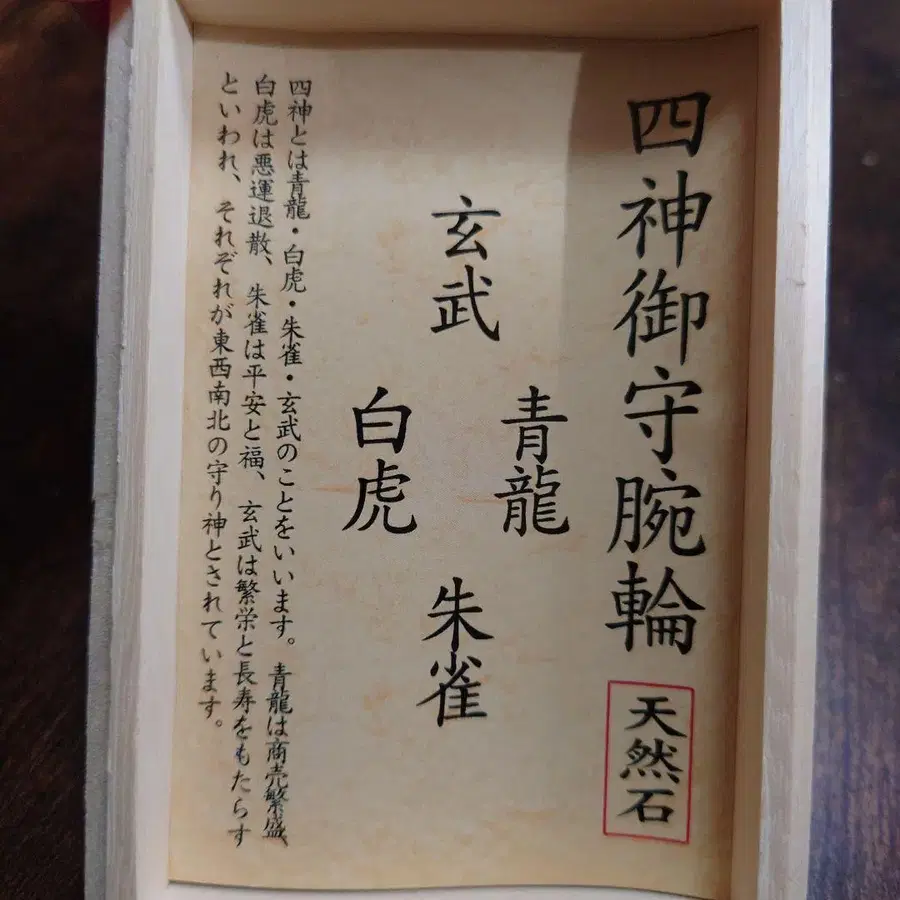 四神御守腕輪
天然石
玄武
青龍
白虎
朱雀
四神とは青龍・白虎・朱雀・玄武のことをいいます。青龍は商売繁盛、
白虎は悪運退散、朱雀は平安と福、玄武は繁栄と長寿をもたらす
といわれ、それぞれが東西南北の守り神とされています。